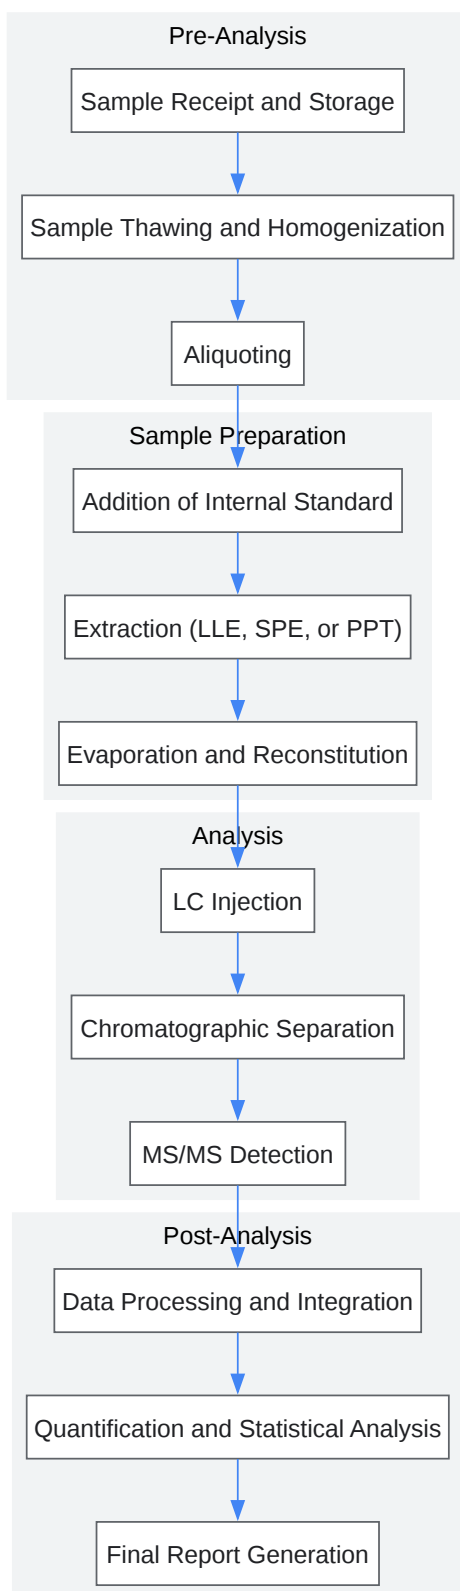 Pre-Analysis
Sample Receipt and Storage
Sample Thawing and Homogenization
Aliquoting
Sample Preparation
Addition of Internal Standard
Extraction (LLE, SPE, or PPT)
Evaporation and Reconstitution
Analysis
LC Injection
Chromatographic Separation
MS/MS Detection
Post-Analysis
Data Processing and Integration
Quantification and Statistical Analysis
Final Report Generation